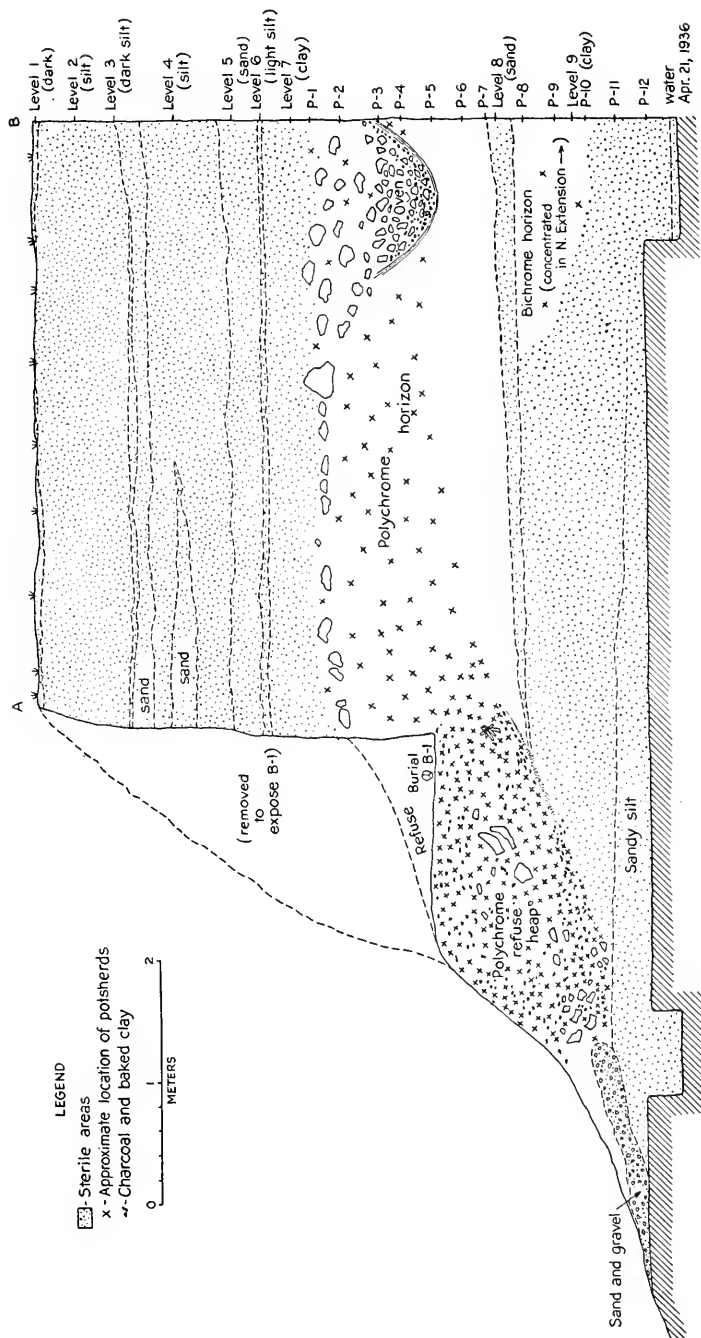 A
B
Level 1
(dark)
Level 2
(silt)
Level 3
(dark silt)
Level 4
(silt)
Level 5
(sand)
Level 6
(light silt)
Level 7
(clay)
P-1
P-2
P-3
P-4
P-5
P-6
P-7
Level 8
(sand)
P-8
P-9
Level 9
P-10 (clay)
P-11
P-12
water
Apr. 21, 1936
sand
sand
(removed
to
expose B-1)
Refuse
Burial
B-1
Oven
Polychrome
horizon
Polychrome
refuse
heap
Bichrome horizon
x (concentrated x
in N. Extension→)
x
Sandy silt
Sand and gravel
LEGEND
- Sterile areas
x - Approximate location of potsherds
- Charcoal and baked clay
0 1 2
METERS